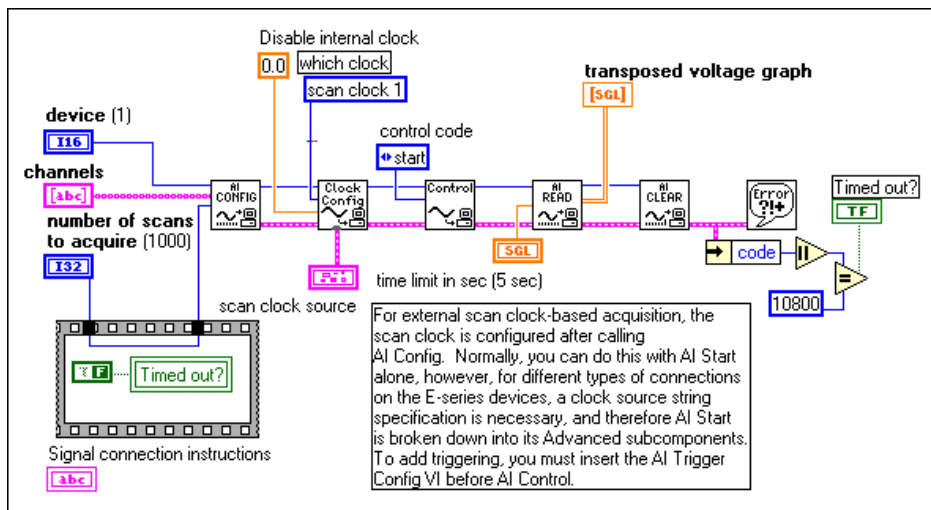 Disable internal clock
0.0
which clock
scan clock 1
transposed voltage graph
[SGL]
device (1)
I16
control code
start
channels
[abc]
AI
CONFIG
Clock
Config
Control
AI
READ
AI
CLEAR
Error
?!+
Timed out?
TF
number of scans
to acquire (1000)
I32
SGL
code
=
10800
time limit in sec (5 sec)
scan clock source
For external scan clock-based acquisition, the
scan clock is configured after calling
AI Config. Normally, you can do this with AI Start
alone, however, for different types of connections
on the E-series devices, a clock source string
specification is necessary, and therefore AI Start
is broken down into its Advanced subcomponents.
To add triggering, you must insert the AI Trigger
Config VI before AI Control.
? F
Timed out?
Signal connection instructions
abc